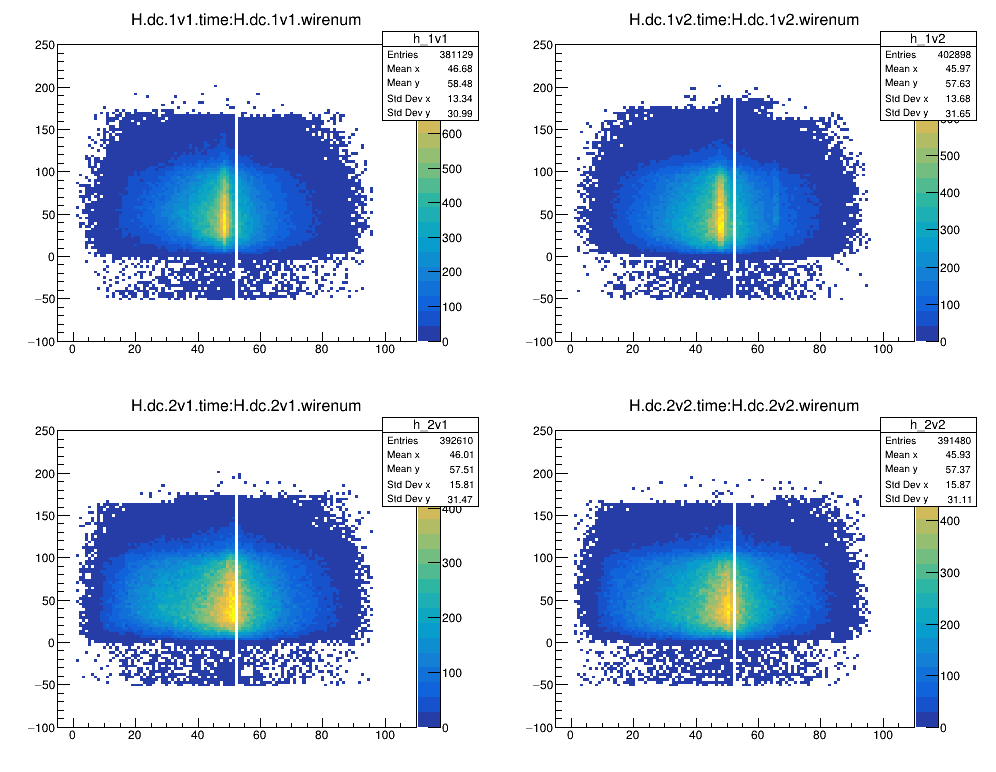 H.dc.1v1.time:H.dc.1v1.wirenum
h_1v1
Entries 381129
Mean x 46.68
Mean y 58.48
Std Dev x 13.34
Std Dev y 30.99
250
200
150
100
50
0
−50
−100
0 20 40 60 80 100
600
500
400
300
200
100
0
H.dc.1v2.time:H.dc.1v2.wirenum
h_1v2
Entries 402898
Mean x 45.97
Mean y 57.63
Std Dev x 13.68
Std Dev y 31.65
250
200
150
100
50
0
−50
−100
0 20 40 60 80 100
500
400
300
200
100
0
H.dc.2v1.time:H.dc.2v1.wirenum
h_2v1
Entries 392610
Mean x 46.01
Mean y 57.51
Std Dev x 15.81
Std Dev y 31.47
250
200
150
100
50
0
−50
−100
0 20 40 60 80 100
400
300
200
100
0
H.dc.2v2.time:H.dc.2v2.wirenum
h_2v2
Entries 391480
Mean x 45.93
Mean y 57.37
Std Dev x 15.87
Std Dev y 31.11
250
200
150
100
50
0
−50
−100
0 20 40 60 80 100
400
300
200
100
0